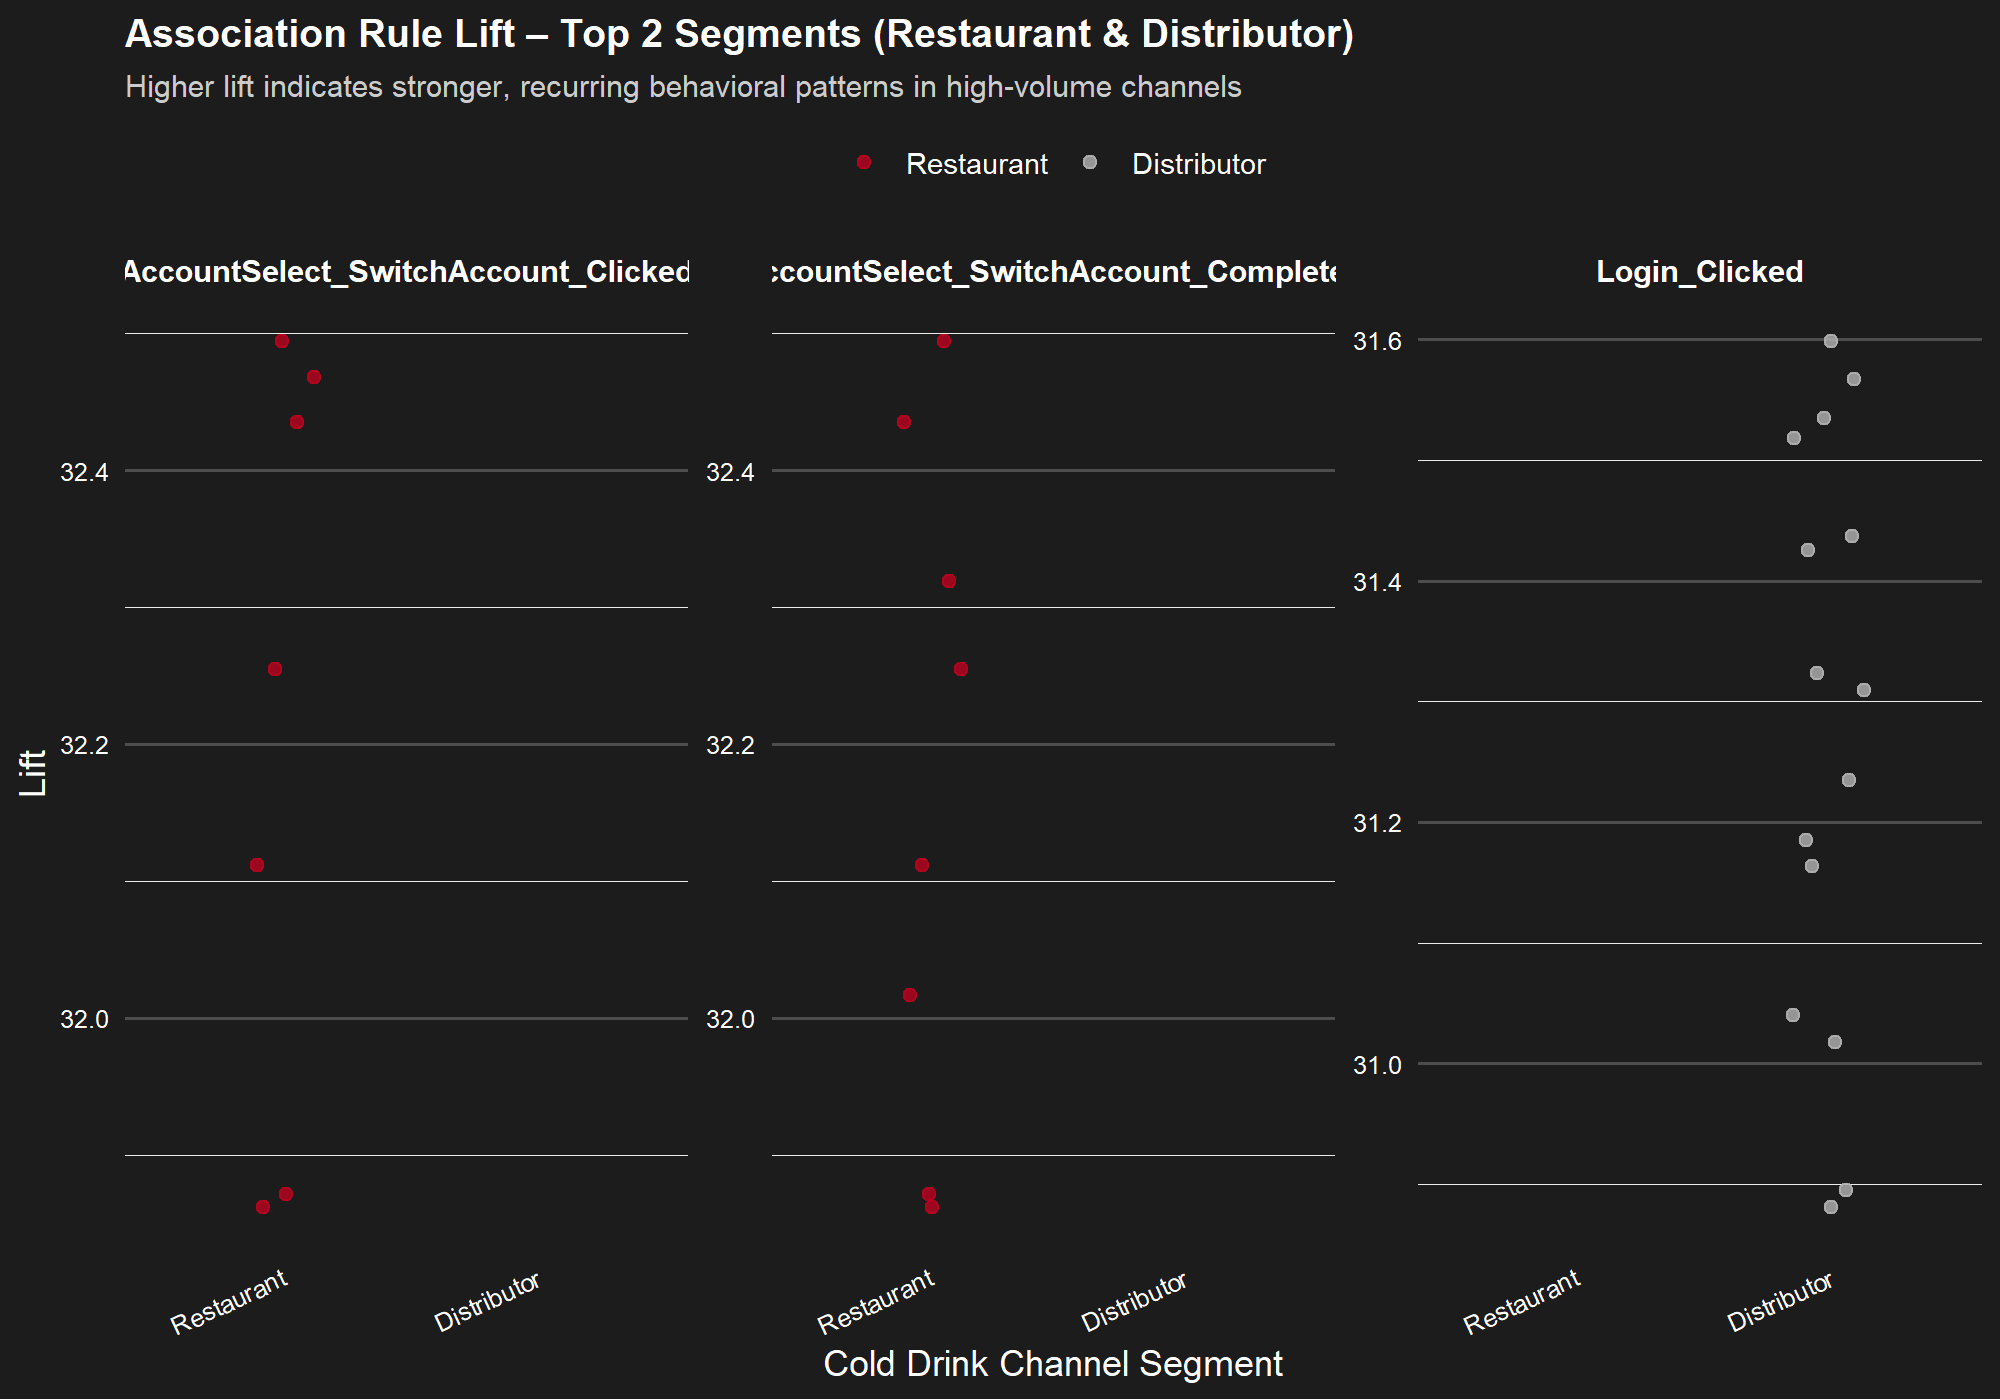 Association Rule Lift – Top 2 Segments (Restaurant & Distributor)
Higher lift indicates stronger, recurring behavioral patterns in high-volume channels
Restaurant
Distributor
AccountSelect_SwitchAccount_Clicked
ccountSelect_SwitchAccount_Complete
Login_Clicked
Lift
32.4
32.2
32.0
32.4
32.2
32.0
31.6
31.4
31.2
31.0
Restaurant
Distributor
Restaurant
Distributor
Restaurant
Distributor
Cold Drink Channel Segment